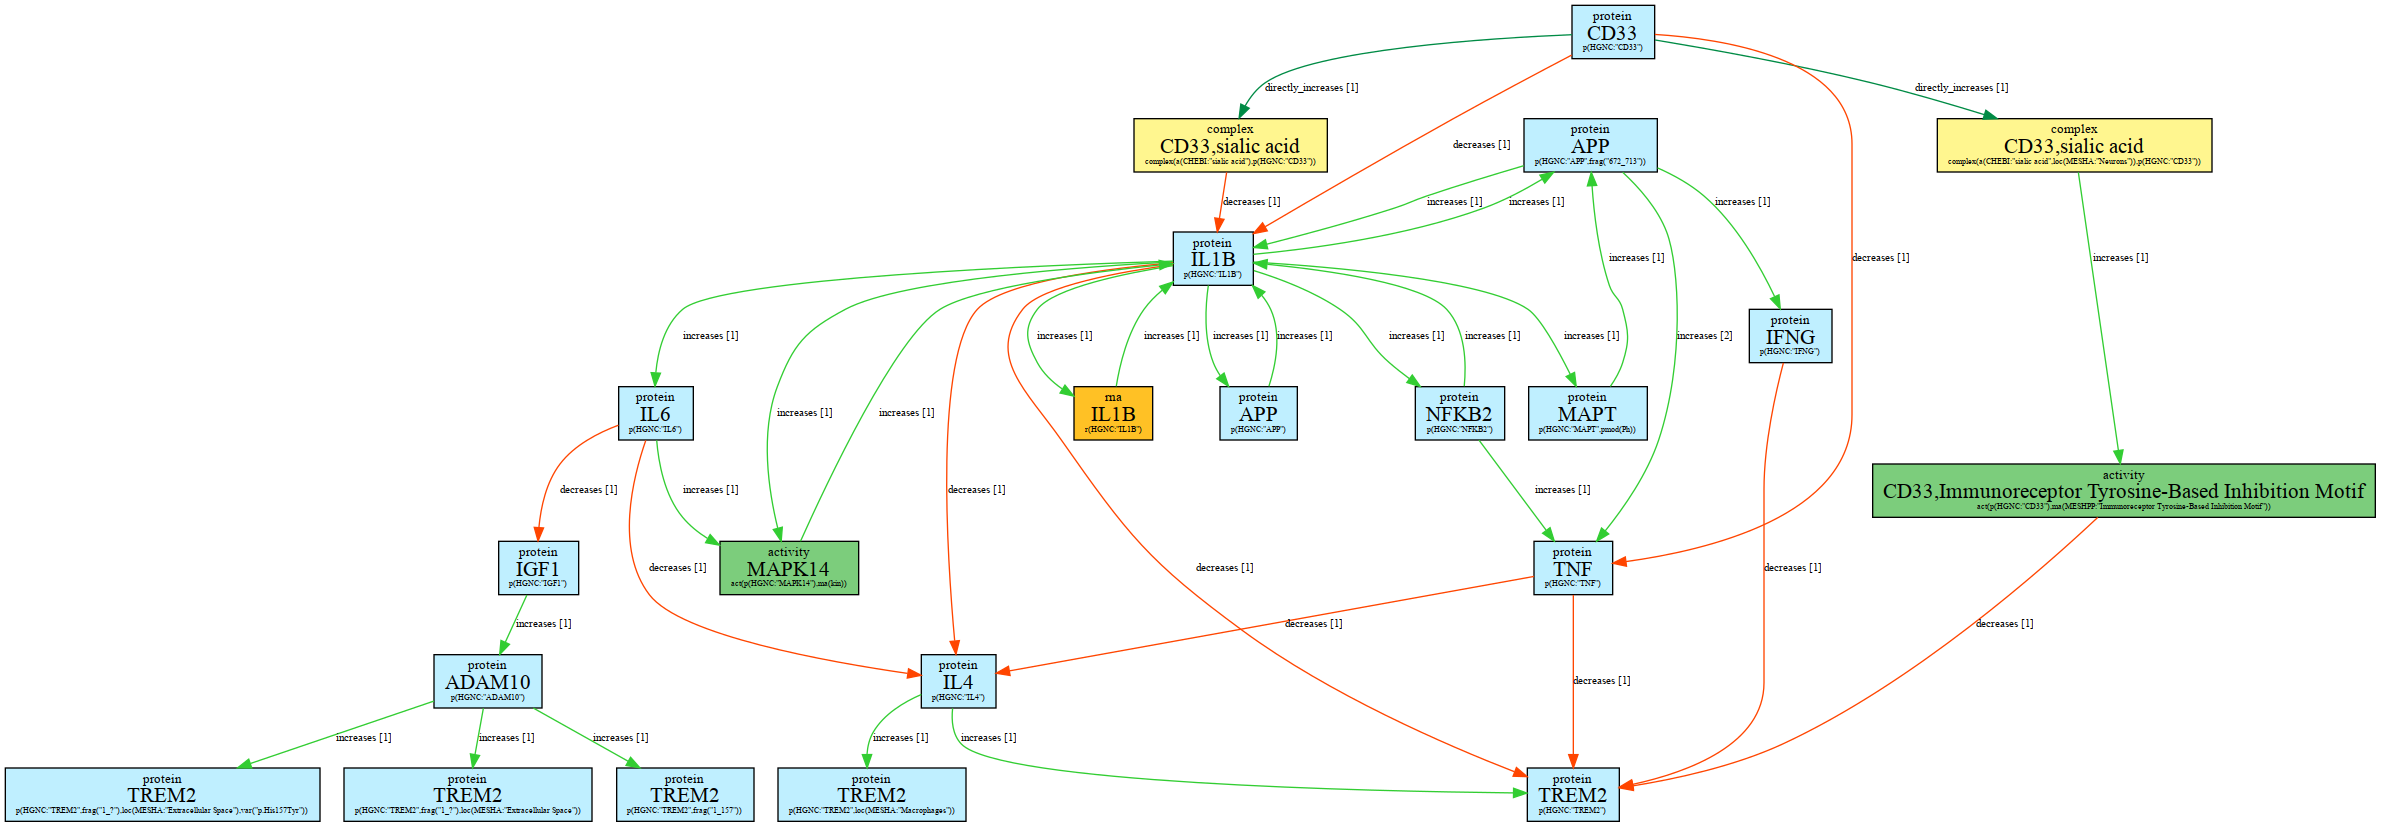 protein
CD33
p(HGNC:"CD33")
directly_increases [1]
directly_increases [1]
complex
CD33,sialic acid
complex(a(CHEBI:"sialic acid"),p(HGNC:"CD33"))
decreases [1]
protein
APP
p(HGNC:"APP",frag("672_713"))
complex
CD33,sialic acid
complex(a(CHEBI:"sialic acid",loc(MESHA:"Neurons")),p(HGNC:"CD33"))
decreases [1]
increases [1]
increases [1]
increases [1]
protein
IL1B
p(HGNC:"IL1B")
increases [1]
decreases [1]
increases [1]
increases [1]
increases [1]
increases [1]
increases [1]
increases [1]
increases [1]
increases [1]
increases [1]
increases [1]
increases [2]
protein
IFNG
p(HGNC:"IFNG")
protein
IL6
p(HGNC:"IL6")
increases [1]
increases [1]
rna
IL1B
r(HGNC:"IL1B")
protein
APP
p(HGNC:"APP")
protein
NFKB2
p(HGNC:"NFKB2")
protein
MAPT
p(HGNC:"MAPT",pmod(Ph))
decreases [1]
increases [1]
decreases [1]
increases [1]
activity
CD33,Immunoreceptor Tyrosine-Based Inhibition Motif
act(p(HGNC:"CD33"),ma(MESHPP:"Immunoreceptor Tyrosine-Based Inhibition Motif"))
protein
IGF1
p(HGNC:"IGF1")
decreases [1]
activity
MAPK14
act(p(HGNC:"MAPK14"),ma(kin))
decreases [1]
protein
TNF
p(HGNC:"TNF")
decreases [1]
increases [1]
decreases [1]
decreases [1]
protein
ADAM10
p(HGNC:"ADAM10")
protein
IL4
p(HGNC:"IL4")
decreases [1]
increases [1]
increases [1]
increases [1]
increases [1]
increases [1]
protein
TREM2
p(HGNC:"TREM2",frag("1_?"),loc(MESHA:"Extracellular Space"),var("p.His157Tyr"))
protein
TREM2
p(HGNC:"TREM2",frag("1_?"),loc(MESHA:"Extracellular Space"))
protein
TREM2
p(HGNC:"TREM2",frag("1_157"))
protein
TREM2
p(HGNC:"TREM2",loc(MESHA:"Macrophages"))
protein
TREM2
p(HGNC:"TREM2")